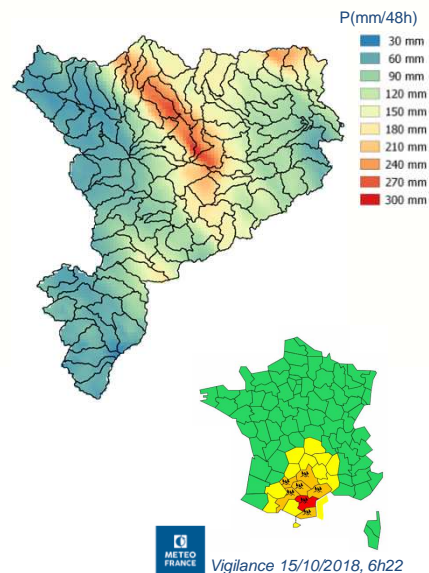 P(mm/48h)
30 mm
60 mm
90 mm
120 mm
150 mm
180 mm
210 mm
240 mm
270 mm
300 mm
METEO
FRANCE
Vigilance 15/10/2018, 6h22